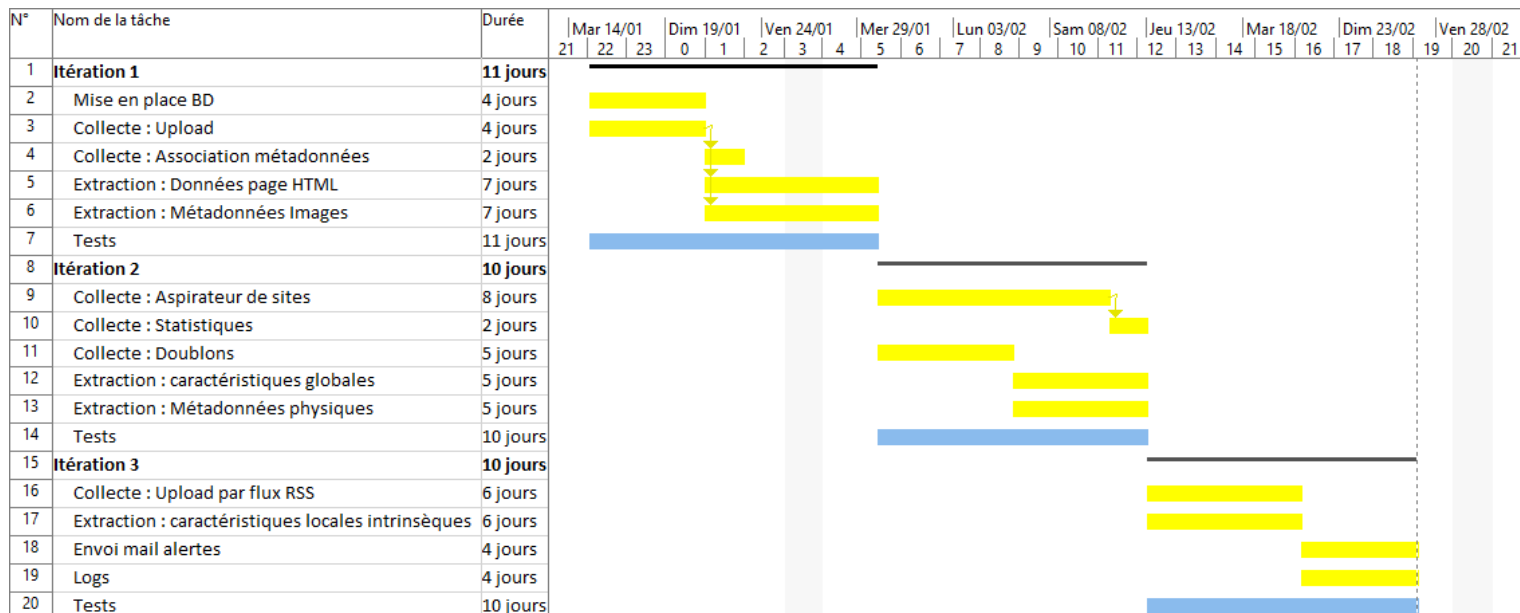 N° Nom de la tâche Durée Mar 14/01 Dim 19/01 Ven 24/01 Mer 29/01 Lun 03/02 Sam 08/02 Jeu 13/02 Mar 18/02 Dim 23/02 Ven 28/02
21 22 23 0 1 2 3 4 5 6 7 8 9 10 11 12 13 14 15 16 17 18 19 20 21
1 Itération 1 11 jours
2 Mise en place BD 4 jours
3 Collecte : Upload 4 jours
4 Collecte : Association métadonnées 2 jours
5 Extraction : Données page HTML 7 jours
6 Extraction : Métadonnées Images 7 jours
7 Tests 11 jours
8 Itération 2 10 jours
9 Collecte : Aspirateur de sites 8 jours
10 Collecte : Statistiques 2 jours
11 Collecte : Doublons 5 jours
12 Extraction : caractéristiques globales 5 jours
13 Extraction : Métadonnées physiques 5 jours
14 Tests 10 jours
15 Itération 3 10 jours
16 Collecte : Upload par flux RSS 6 jours
17 Extraction : caractéristiques locales intrinsèques 6 jours
18 Envoi mail alertes 4 jours
19 Logs 4 jours
20 Tests 10 jours